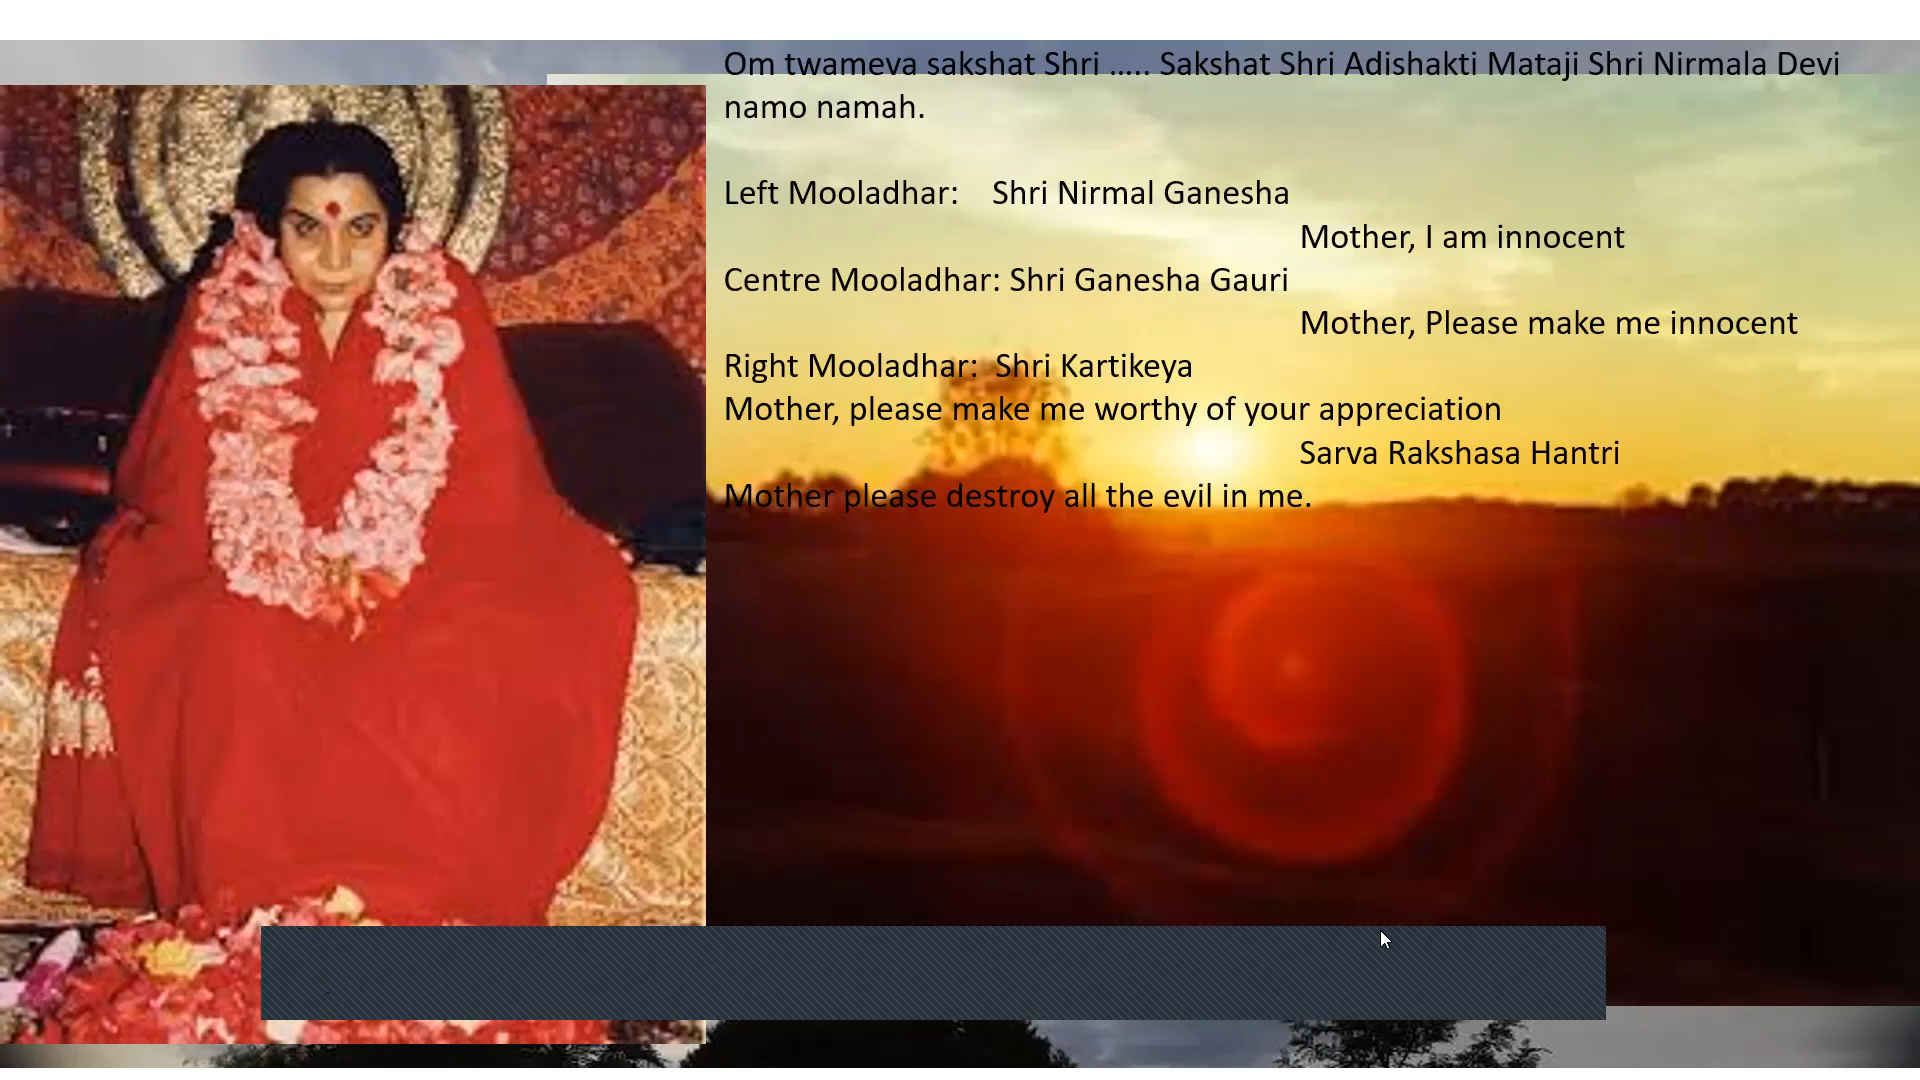 Om twameva sakshat Shri ….. Sakshat Shri Adishakti Mataji Shri Nirmala Devi
namo namah.
Left Mooladhar: Shri Nirmal Ganesha
Mother, I am innocent
Centre Mooladhar: Shri Ganesha Gauri
Mother, Please make me innocent
Right Mooladhar: Shri Kartikeya
Mother, please make me worthy of your appreciation
Sarva Rakshasa Hantri
Mother please destroy all the evil in me.